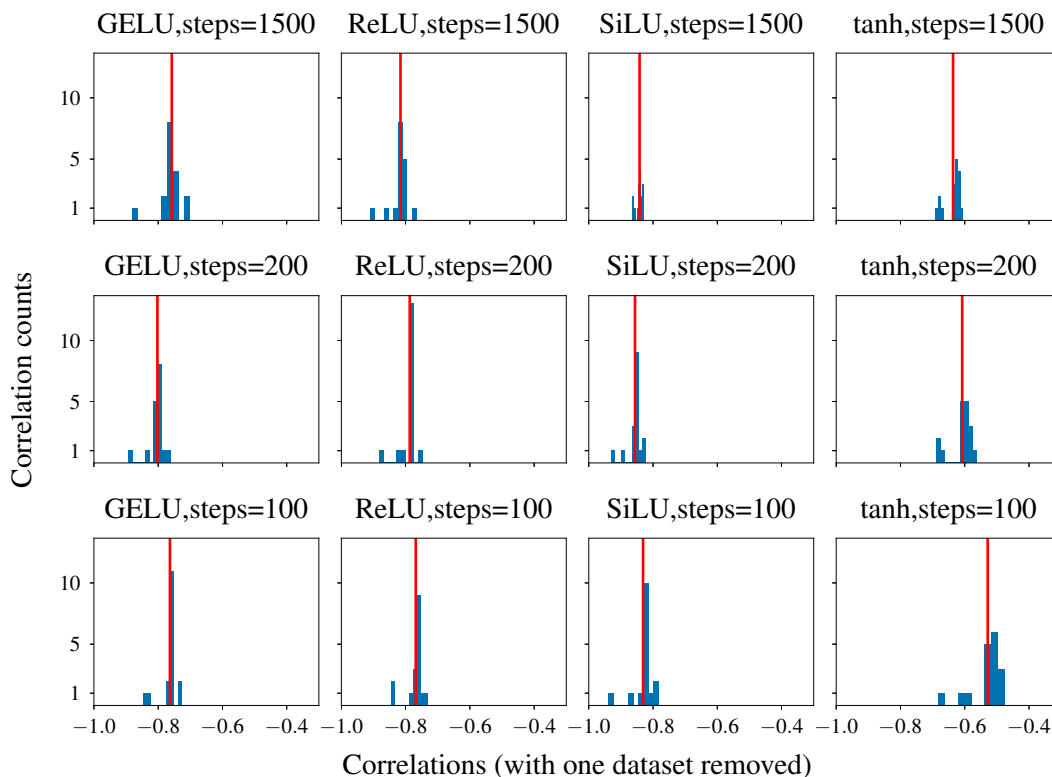 GELU,steps=1500 ReLU,steps=1500 SiLU,steps=1500 tanh,steps=1500
10
5
1
GELU,steps=200 ReLU,steps=200 SiLU,steps=200 tanh,steps=200
10
5
1
Correlation counts
GELU,steps=100 ReLU,steps=100 SiLU,steps=100 tanh,steps=100
10
5
1
−1.0 −0.8 −0.6 −0.4 −1.0 −0.8 −0.6 −0.4 −1.0 −0.8 −0.6 −0.4 −1.0 −0.8 −0.6 −0.4
Correlations (with one dataset removed)